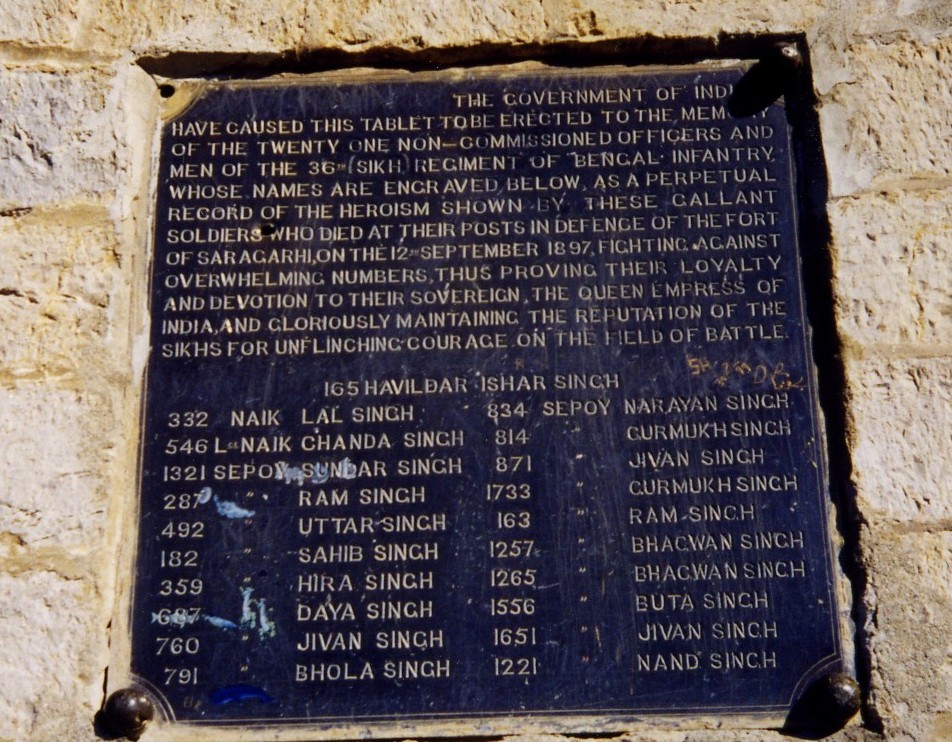 THE GOVERNMENT OF INDI
HAVE CAUSED THIS TABLET TO BE ERECTED TO THE MEMORY
OF THE TWENTY ONE NON-COMMISSIONED OFFICERS AND
MEN OF THE 36TH (SIKH) REGIMENT OF BENGAL INFANTRY,
WHOSE NAMES ARE ENGRAVED BELOW, AS A PERPETUAL
RECORD OF THE HEROISM SHOWN BY THESE GALLANT
SOLDIERS WHO DIED AT THEIR POSTS IN DEFENCE OF THE FORT
OF SARAGARHI, ON THE 12TH SEPTEMBER 1897, FIGHTING AGAINST
OVERWHELMING NUMBERS, THUS PROVING THEIR LOYALTY
AND DEVOTION TO THEIR SOVEREIGN, THE QUEEN EMPRESS OF
INDIA, AND GLORIOUSLY MAINTAINING THE REPUTATION OF THE
SIKHS FOR UNFLINCHING COURAGE ON THE FIELD OF BATTLE.
165 HAVILDAR ISHAR SINGH
332 NAIK LAL SINGH 834 SEPOY NARAYAN SINGH
546 LCE NAIK CHANDA SINGH 814 " GURMUKH SINGH
1321 SEPOY SUNDAR SINGH 871 " JIVAN SINGH
287 " RAM SINGH 1733 " GURMUKH SINGH
492 " UTTAR SINGH 163 " RAM SINGH
182 " SAHIB SINGH 1257 " BHAGWAN SINGH
359 " HIRA SINGH 1265 " BHAGWAN SINGH
687 " DAYA SINGH 1556 " BUTA SINGH
760 " JIVAN SINGH 1651 " JIVAN SINGH
791 " BHOLA SINGH 1221 " NAND SINGH